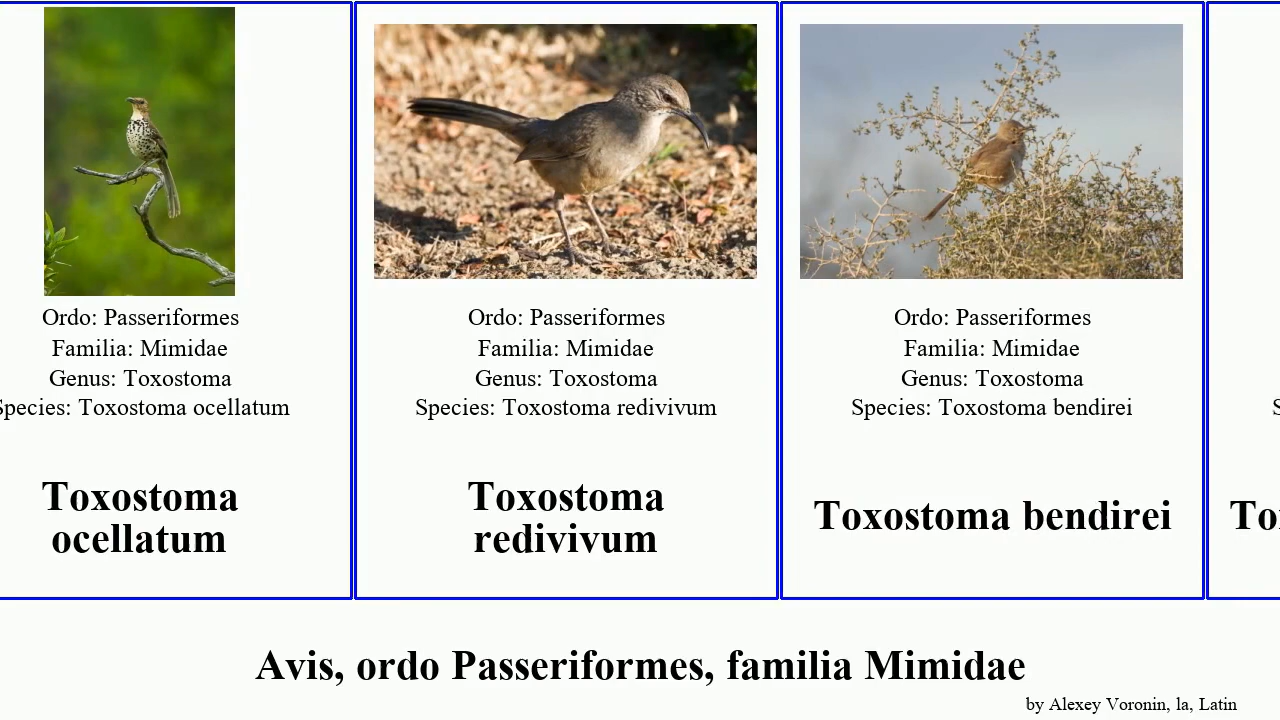 Ordo: Passeriformes
Familia: Mimidae
Genus: Toxostoma
Species: Toxostoma ocellatum
Toxostoma
ocellatum
Ordo: Passeriformes
Familia: Mimidae
Genus: Toxostoma
Species: Toxostoma redivivum
Toxostoma
redivivum
Ordo: Passeriformes
Familia: Mimidae
Genus: Toxostoma
Species: Toxostoma bendirei
Toxostoma bendirei
Avis, ordo Passeriformes, familia Mimidae
by Alexey Voronin, la, Latin